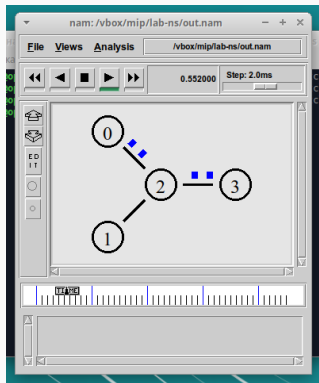 nam: /vbox/mip/lab-ns/out.nam
File Views Analysis /vbox/mip/lab-ns/out.nam
0.552000 Step: 2.0ms
E D
I T
0
2 3
1
TIME